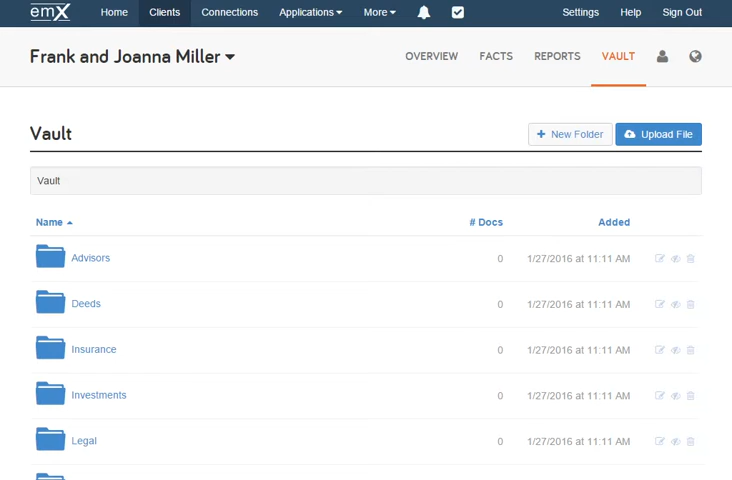 emX Home Clients Connections Applications More Settings Help Sign Out
Frank and Joanna Miller OVERVIEW FACTS REPORTS VAULT
Vault + New Folder Upload File
Vault
Name # Docs Added
Advisors 0 1/27/2016 at 11:11 AM
Deeds 0 1/27/2016 at 11:11 AM
Insurance 0 1/27/2016 at 11:11 AM
Investments 0 1/27/2016 at 11:11 AM
Legal 0 1/27/2016 at 11:11 AM